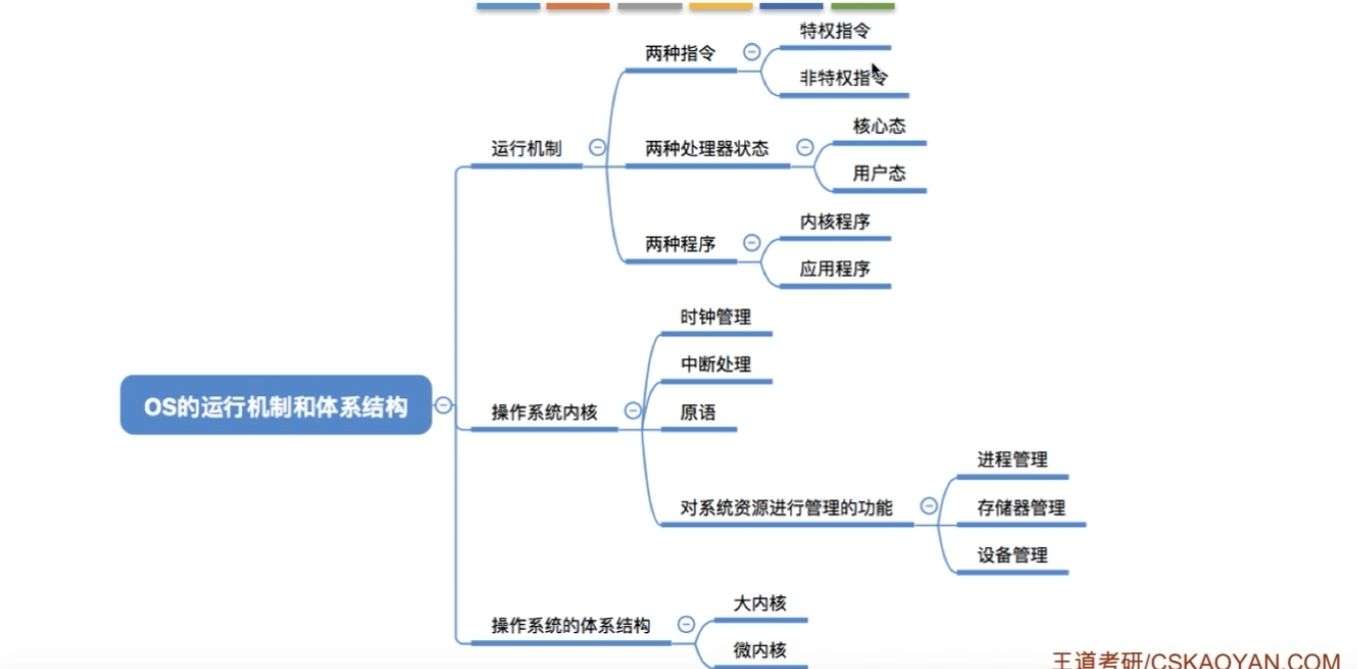 特权指令
两种指令
非特权指令
核心态
运行机制
两种处理器状态
用户态
内核程序
两种程序
应用程序
时钟管理
中断处理
OS的运行机制和体系结构
操作系统内核
原语
进程管理
对系统资源进行管理的功能
存储器管理
设备管理
大内核
操作系统的体系结构
微内核
王道考研/CSKAOYAN.COM